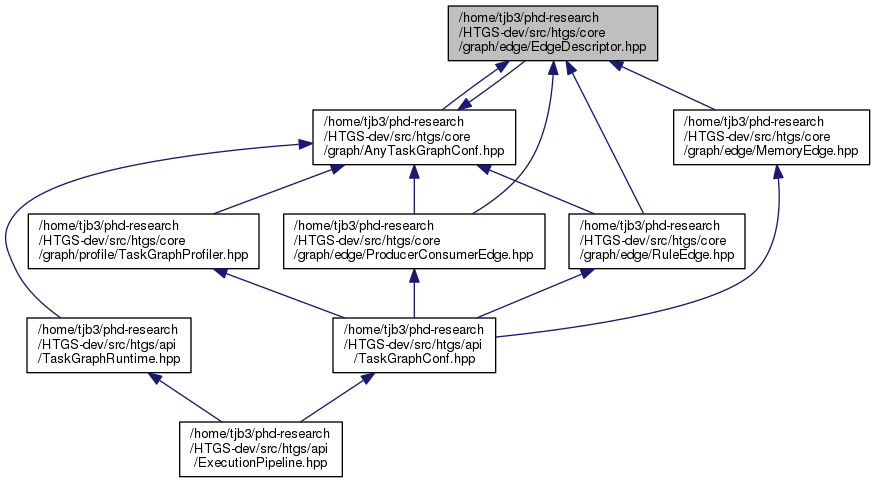 /home/tjb3/phd-research
/HTGS-dev/src/htgs/core
/graph/edge/EdgeDescriptor.hpp
/home/tjb3/phd-research
/HTGS-dev/src/htgs/core
/graph/AnyTaskGraphConf.hpp
/home/tjb3/phd-research
/HTGS-dev/src/htgs/core
/graph/edge/MemoryEdge.hpp
/home/tjb3/phd-research
/HTGS-dev/src/htgs/core
/graph/profile/TaskGraphProfiler.hpp
/home/tjb3/phd-research
/HTGS-dev/src/htgs/core
/graph/edge/ProducerConsumerEdge.hpp
/home/tjb3/phd-research
/HTGS-dev/src/htgs/core
/graph/edge/RuleEdge.hpp
/home/tjb3/phd-research
/HTGS-dev/src/htgs/api
/TaskGraphRuntime.hpp
/home/tjb3/phd-research
/HTGS-dev/src/htgs/api
/TaskGraphConf.hpp
/home/tjb3/phd-research
/HTGS-dev/src/htgs/api
/ExecutionPipeline.hpp